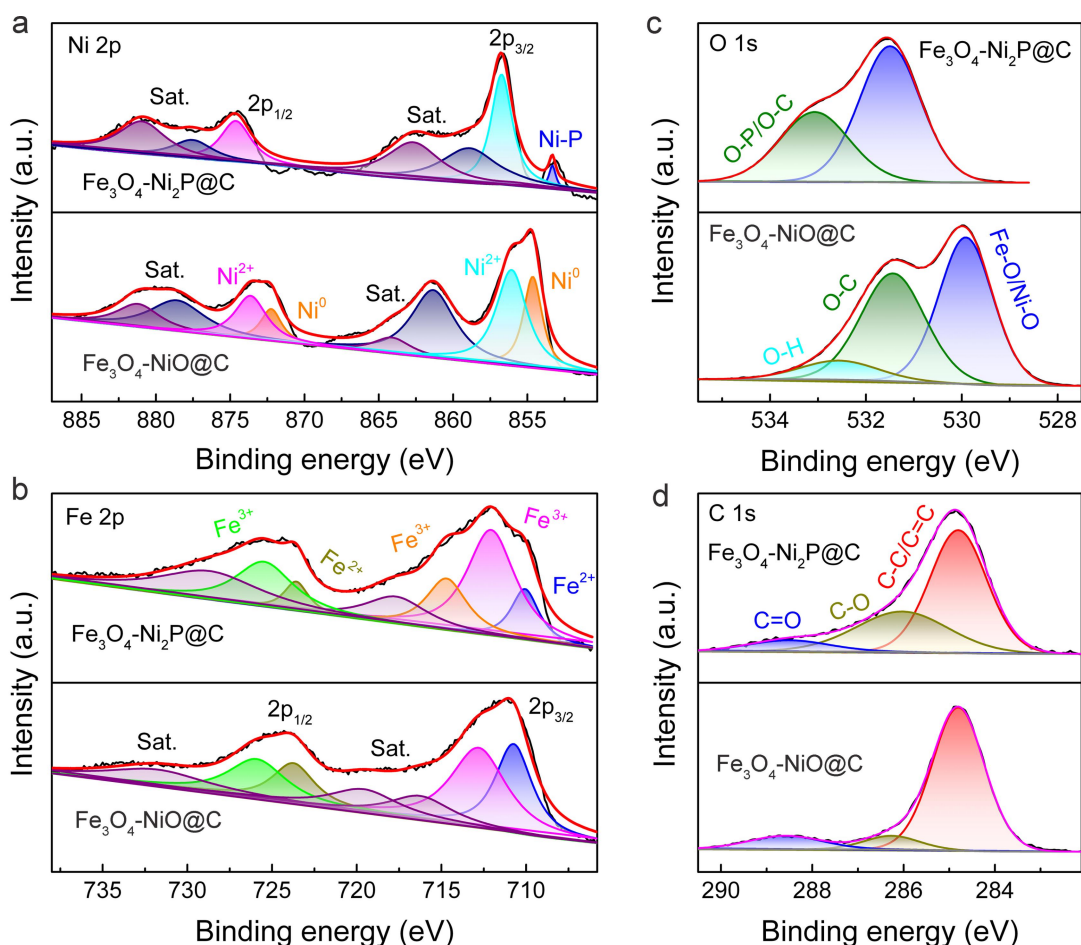 a
Ni 2p
2p3/2
Sat.
2p1/2
Sat.
Ni-P
Fe3O4-Ni2P@C
Ni2+
Ni0
Sat.
Sat.
Ni2+
Ni0
Fe3O4-NiO@C
Intensity (a.u.)
885 880 875 870 865 860 855
Binding energy (eV)
b
Fe 2p
Fe3+
Fe2+
Fe3+
Fe3+
Fe2+
Fe3O4-Ni2P@C
2p1/2
2p3/2
Sat.
Sat.
Fe3O4-NiO@C
Intensity (a.u.)
735 730 725 720 715 710
Binding energy (eV)
c
O 1s
Fe3O4-Ni2P@C
O-P/O-C
Fe3O4-NiO@C
O-C
Fe-O/Ni-O
O-H
Intensity (a.u.)
534 532 530 528
Binding energy (eV)
d
C 1s
Fe3O4-Ni2P@C
C=O
C-O
C-C/C=C
Fe3O4-NiO@C
Intensity (a.u.)
290 288 286 284
Binding energy (eV)